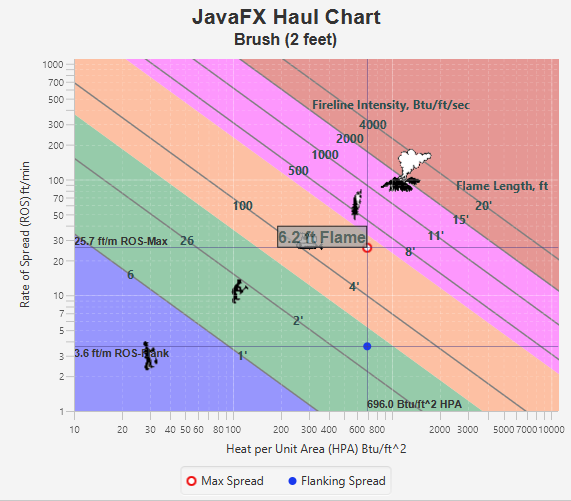 JavaFX Haul Chart
Brush (2 feet)
Rate of Spread (ROS) ft/min
1000
700
500
300
200
100
70
50
30
20
10
7
5
3
2
1
Fireline Intensity, Btu/ft/sec
4000
2000
1000
500
100
26
6
Flame Length, ft
20'
15'
11'
8'
4'
2'
1'
6.2 ft Flame
25.7 ft/m ROS-Max
3.6 ft/m ROS-Flank
696.0 Btu/ft^2 HPA
10 20 30 40 50 60 80 100 200 300 400 600 800 2000 5000 7000 10000
Heat per Unit Area (HPA) Btu/ft^2
Max Spread Flanking Spread